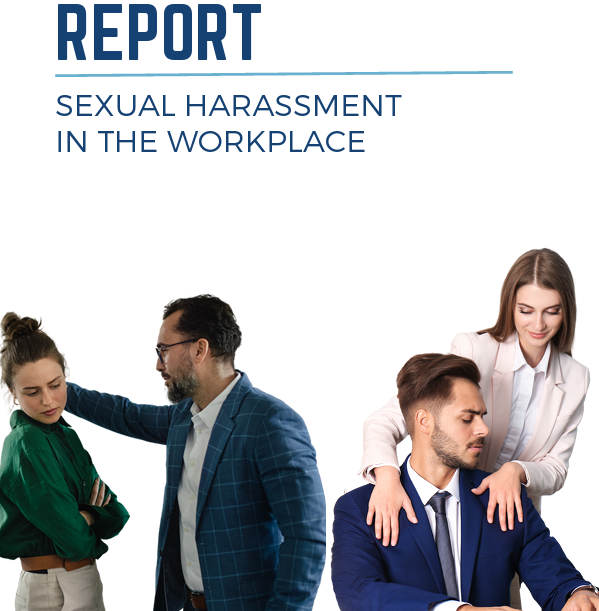 REPORT
SEXUAL HARASSMENT
IN THE WORKPLACE